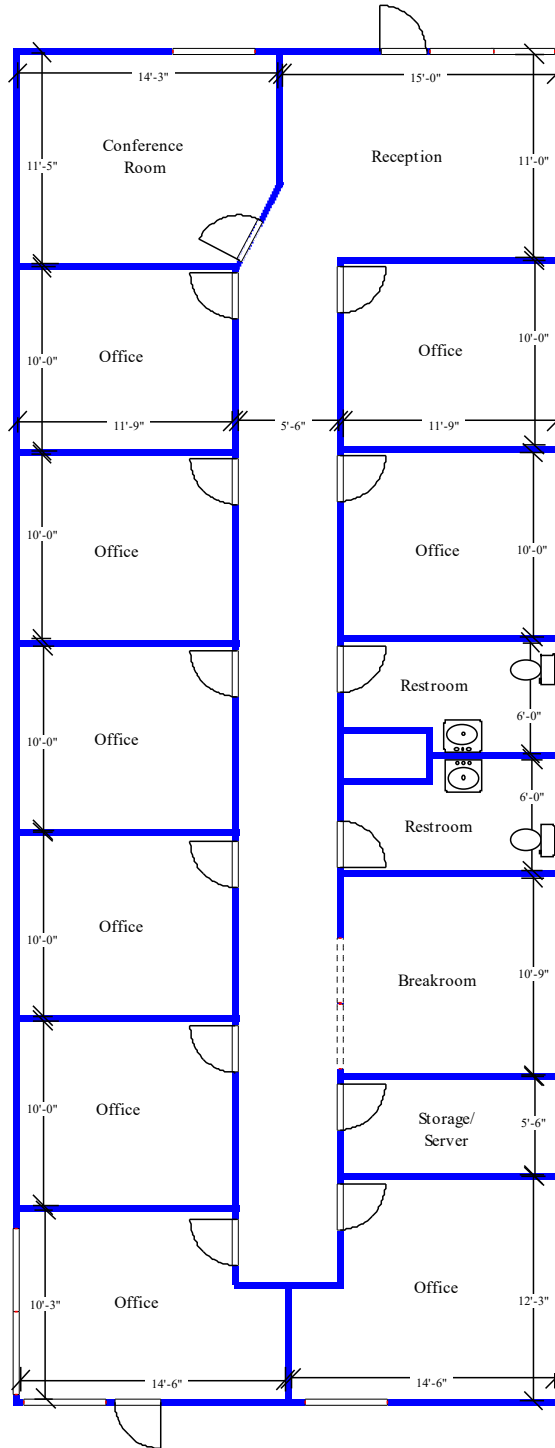 14'-3"
15'-0"
Conference
Room
Reception
11'-5"
11'-0"
Office
10'-0"
Office
10'-0"
11'-9"
5'-6"
11'-9"
Office
10'-0"
Office
10'-0"
Restroom
6'-0"
Office
10'-0"
6'-0"
Restroom
Office
10'-0"
Breakroom
10'-9"
Office
10'-0"
Storage/
Server
5'-6"
Office
10'-3"
Office
12'-3"
14'-6"
14'-6"